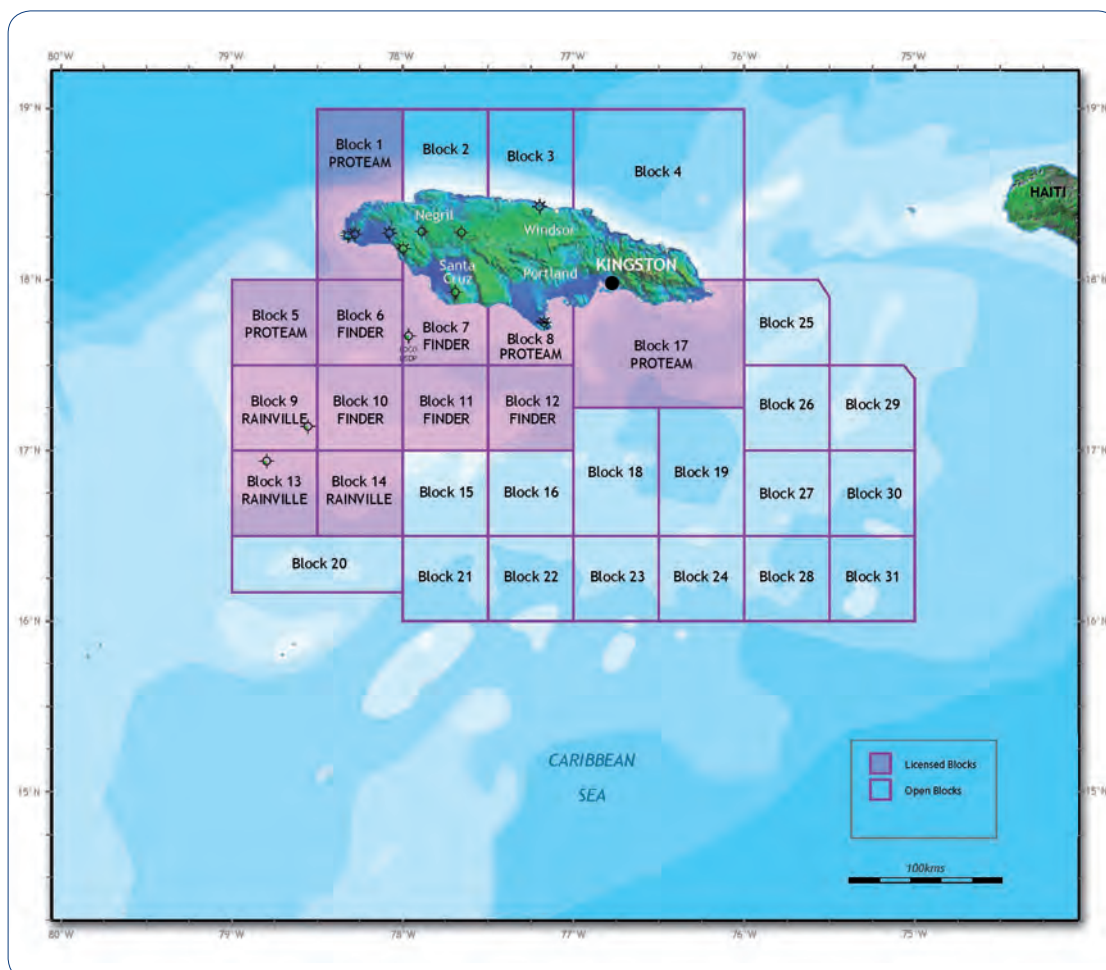 80°W
79°W
78°W
77°W
76°W
75°W
19°N
19°N
Block 1
PROTEAM
Block 2
Block 3
Block 4
HAITI
Negril
Windsor
Santa
Cruz
Portland
KINGSTON
18°N
18°N
Block 5
PROTEAM
Block 6
FINDER
Block 7
FINDER
Block 8
PROTEAM
Block 17
PROTEAM
Block 25
Block 9
RAINVILLE
Block 10
FINDER
Block 11
FINDER
Block 12
FINDER
Block 26
Block 29
17°N
17°N
Block 13
RAINVILLE
Block 14
RAINVILLE
Block 15
Block 16
Block 18
Block 19
Block 27
Block 30
Block 20
Block 21
Block 22
Block 23
Block 24
Block 28
Block 31
16°N
16°N
CARIBBEAN
SEA
Licensed Blocks
Open Blocks
15°N
15°N
100kms
80°W
79°W
78°W
77°W
76°W
75°W